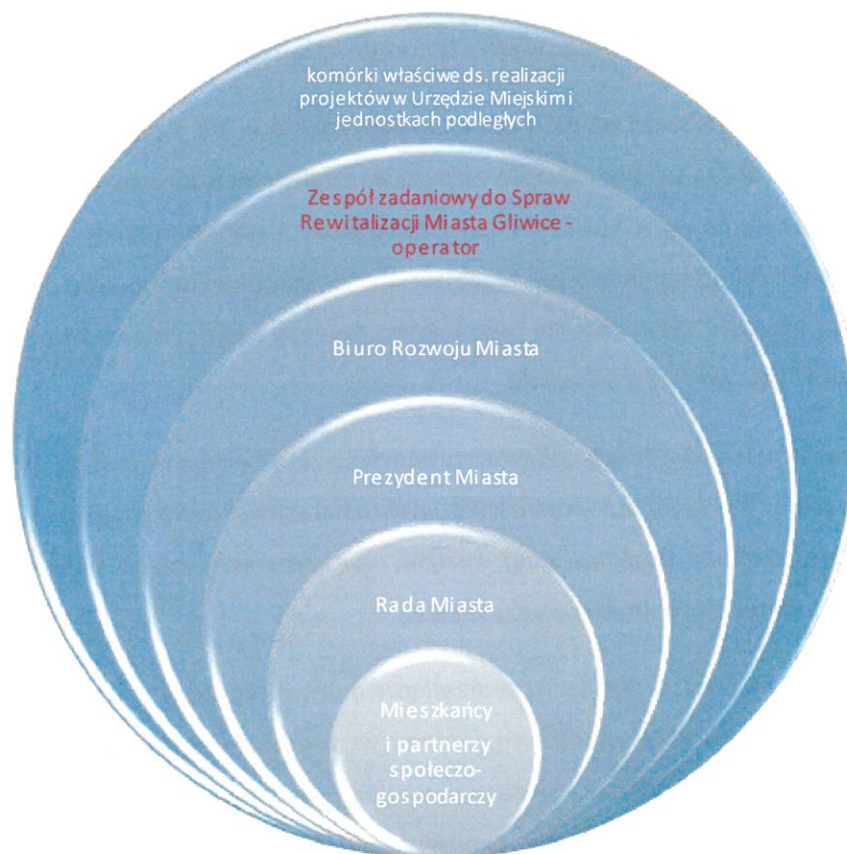 komórki właściwe ds. realizacji
projektów w Urzędzie Miejskim i
jednostkach podległych
Zespół zadaniowy do Spraw
Rewitalizacji Miasta Gliwice -
operator
Biuro Rozwoju Miasta
Prezydent Miasta
Rada Miasta
Mieszkańcy
i partnerzy
społeczo-
gospodarczy